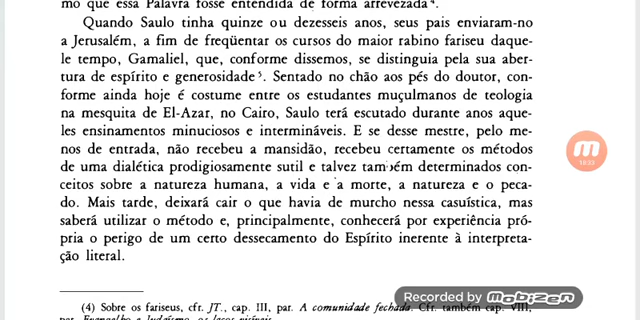 mo que essa Palavra fosse entendida de forma arrevezada⁴.
Quando Saulo tinha quinze ou dezesseis anos, seus pais enviaram-no
a Jerusalém, a fim de freqüentar os cursos do maior rabino fariseu daque-
le tempo, Gamaliel, que, conforme dissemos, se distinguia pela sua aber-
tura de espírito e generosidade⁵. Sentado no chão aos pés do doutor, con-
forme ainda hoje é costume entre os estudantes muçulmanos de teologia
na mesquita de El-Azar, no Cairo, Saulo terá escutado durante anos aque-
les ensinamentos minuciosos e intermináveis. E se desse mestre, pelo me-
nos de entrada, não recebeu a mansidão, recebeu certamente os métodos
de uma dialética prodigiosamente sutil e talvez também determinados con-
ceitos sobre a natureza humana, a vida e a morte, a natureza e o peca-
do. Mais tarde, deixará cair o que havia de murcho nessa casuística, mas
saberá utilizar o método e, principalmente, conhecerá por experiência pró-
pria o perigo de um certo dessecamento do Espírito inerente à interpreta-
ção literal.
(4) Sobre os fariseus, cfr. JT., cap. III, par. A comunidade fechada. Cfr. também cap. VIII,
par. Evangelho e Judaísmo, os laços visíveis
10:33
Recorded by Mobizen